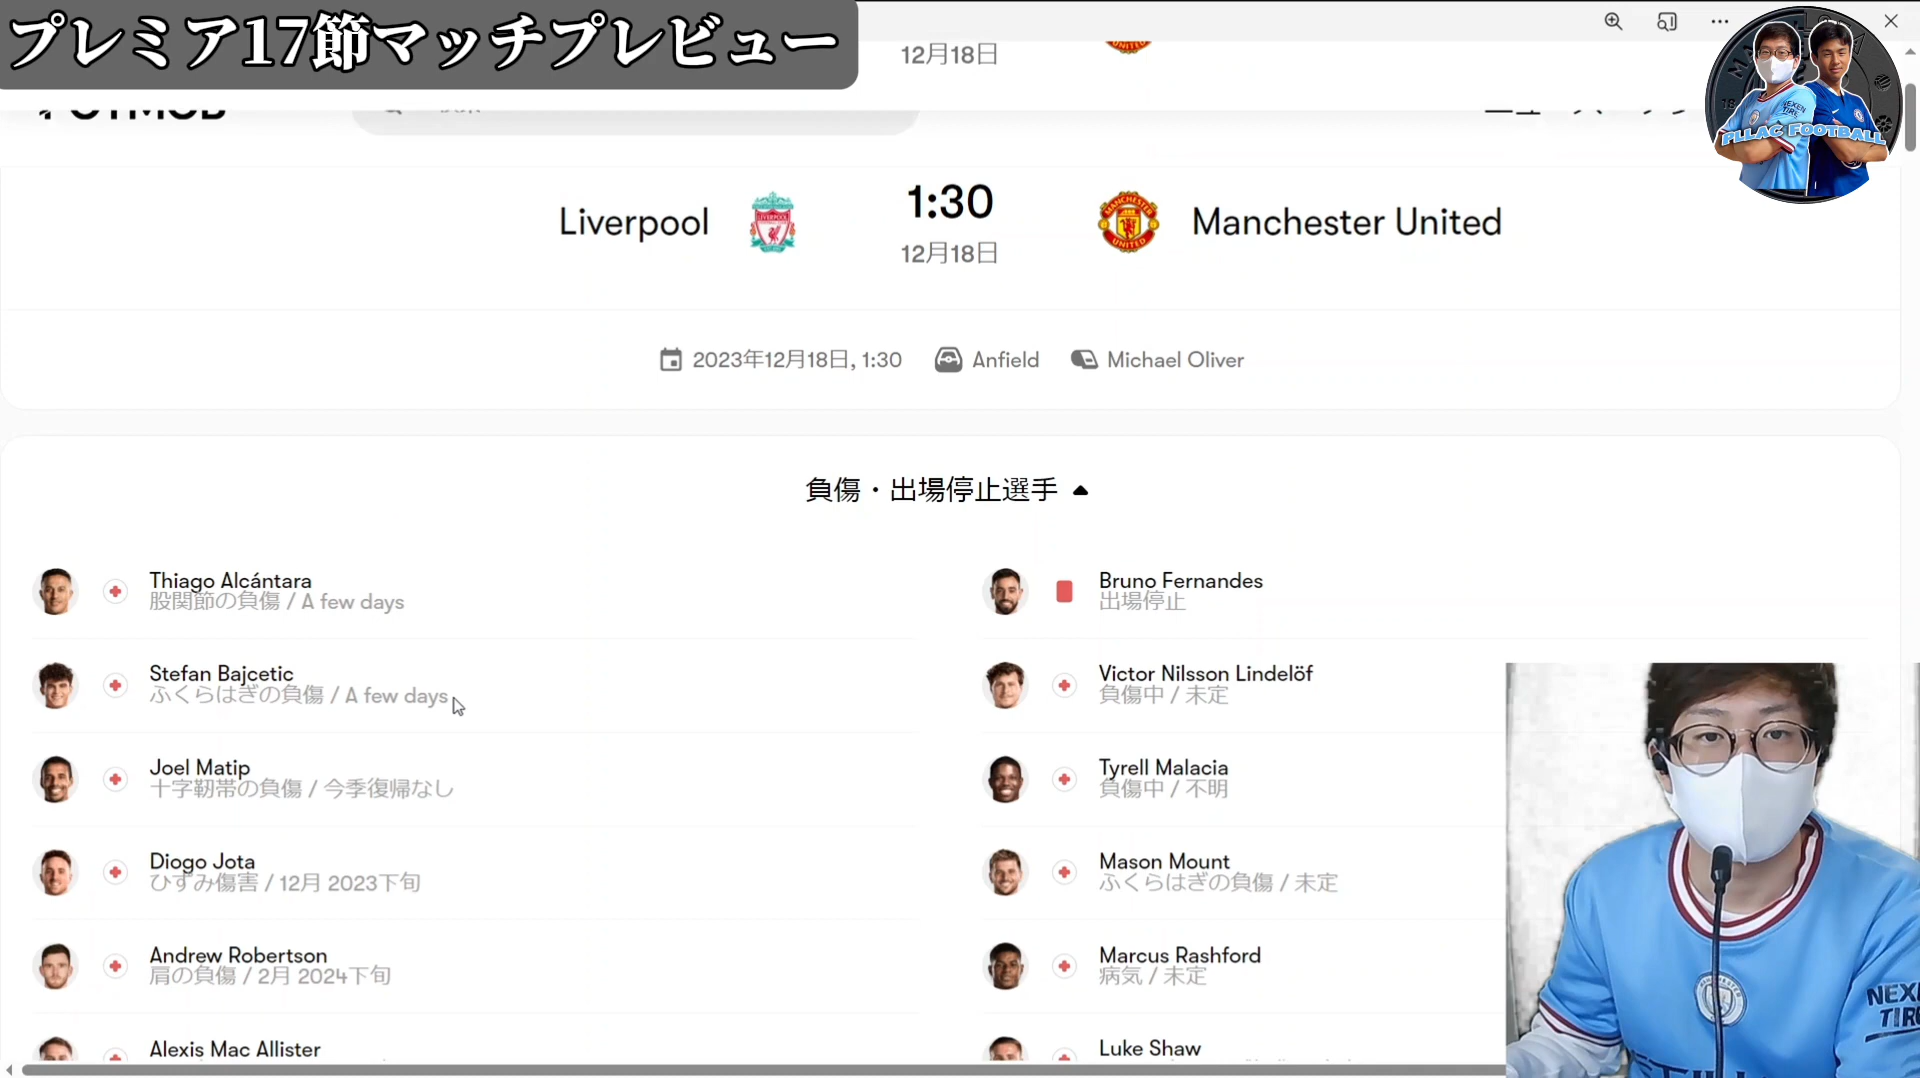 プレミア17節マッチプレビュー
12月18日
Liverpool
1:30
12月18日
Manchester United
2023年12月18日, 1:30
Anfield
Michael Oliver
負傷・出場停止選手
Thiago Alcántara
股関節の負傷 / A few days
Stefan Bajcetic
ふくらはぎの負傷 / A few days
Joel Matip
十字靭帯の負傷 / 今季復帰なし
Diogo Jota
ひずみ傷害 / 12月 2023下旬
Andrew Robertson
肩の負傷 / 2月 2024下旬
Alexis Mac Allister
Bruno Fernandes
出場停止
Victor Nilsson Lindelöf
負傷中 / 未定
Tyrell Malacia
負傷中 / 不明
Mason Mount
ふくらはぎの負傷 / 未定
Marcus Rashford
病気 / 未定
Luke Shaw
PLLAC FOOTBALL
NEXEN
TIRE